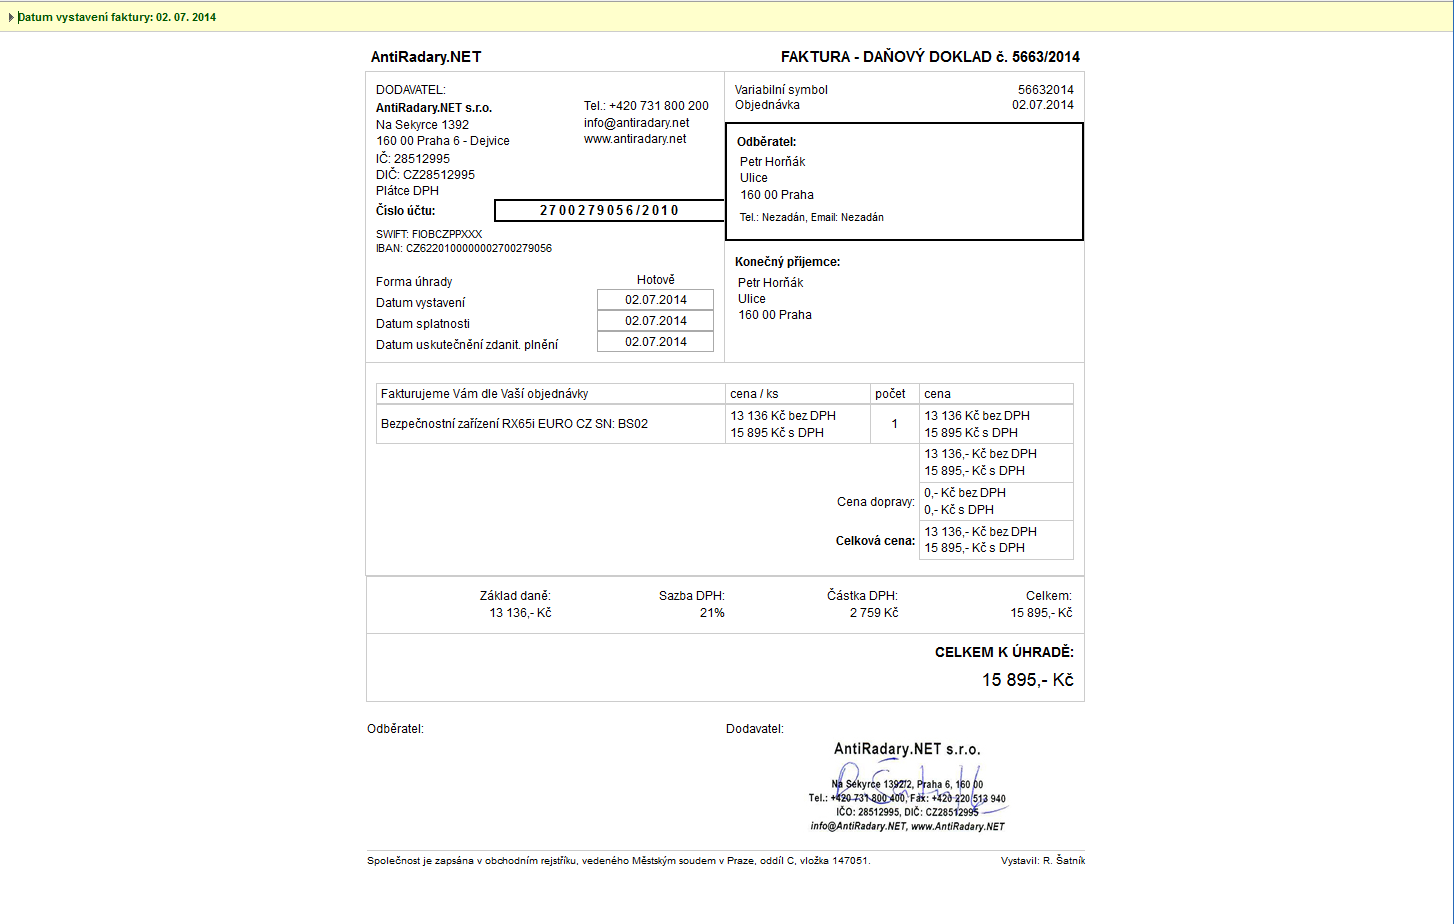 Datum vystavení faktury: 02. 07. 2014
AntiRadary.NET
FAKTURA - DAŇOVÝ DOKLAD č. 5663/2014
DODAVATEL:
AntiRadary.NET s.r.o.
Na Sekyrce 1392
160 00 Praha 6 - Dejvice
IČ: 28512995
DIČ: CZ28512995
Plátce DPH
Tel.: +420 731 800 200
info@antiradary.net
www.antiradary.net
Číslo účtu: 2700279056/2010
SWIFT: FIOBCZPPXXX
IBAN: CZ6220100000002700279056
Forma úhrady Hotově
Datum vystavení 02.07.2014
Datum splatnosti 02.07.2014
Datum uskutečnění zdanit. plnění 02.07.2014
Variabilní symbol 56632014
Objednávka 02.07.2014
Odběratel:
Petr Horňák
Ulice
160 00 Praha
Tel.: Nezadán, Email: Nezadán
Konečný příjemce:
Petr Horňák
Ulice
160 00 Praha
Fakturujeme Vám dle Vaší objednávky cena / ks počet cena
Bezpečnostní zařízení RX65i EURO CZ SN: BS02
13 136 Kč bez DPH
15 895 Kč s DPH
1
13 136 Kč bez DPH
15 895 Kč s DPH
13 136,- Kč bez DPH
15 895,- Kč s DPH
Cena dopravy:
0,- Kč bez DPH
0,- Kč s DPH
Celková cena:
13 136,- Kč bez DPH
15 895,- Kč s DPH
Základ daně: Sazba DPH: Částka DPH: Celkem:
13 136,- Kč 21% 2 759 Kč 15 895,- Kč
CELKEM K ÚHRADĚ:
15 895,- Kč
Odběratel: Dodavatel:
AntiRadary.NET s.r.o.
Na Sekyrce 1392/2, Praha 6, 160 00
Tel.: +420 731 800 400, Fax: +420 220 513 940
IČO: 28512995, DIČ: CZ28512995
info@AntiRadary.NET, www.AntiRadary.NET
Společnost je zapsána v obchodním rejstříku, vedeného Městským soudem v Praze, oddíl C, vložka 147051. Vystavil: R. Šatník